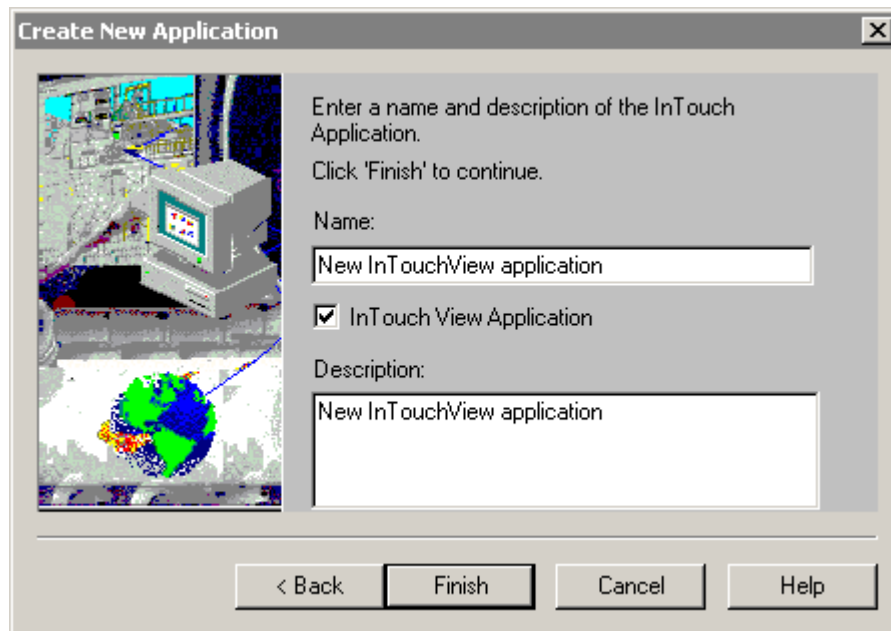 Create New Application
Enter a name and description of the InTouch
Application.
Click 'Finish' to continue.
Name:
New InTouchView application
InTouch View Application
Description:
New InTouchView application
< Back
Finish
Cancel
Help